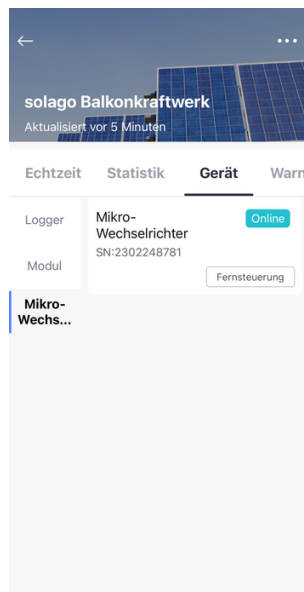 solago Balkonkraftwerk
Aktualisiert vor 5 Minuten
Echtzeit Statistik Gerät Warn
Logger
Modul
Mikro-
Wechs...
Mikro-
Wechselrichter
Online
SN:2302248781
Fernsteuerung